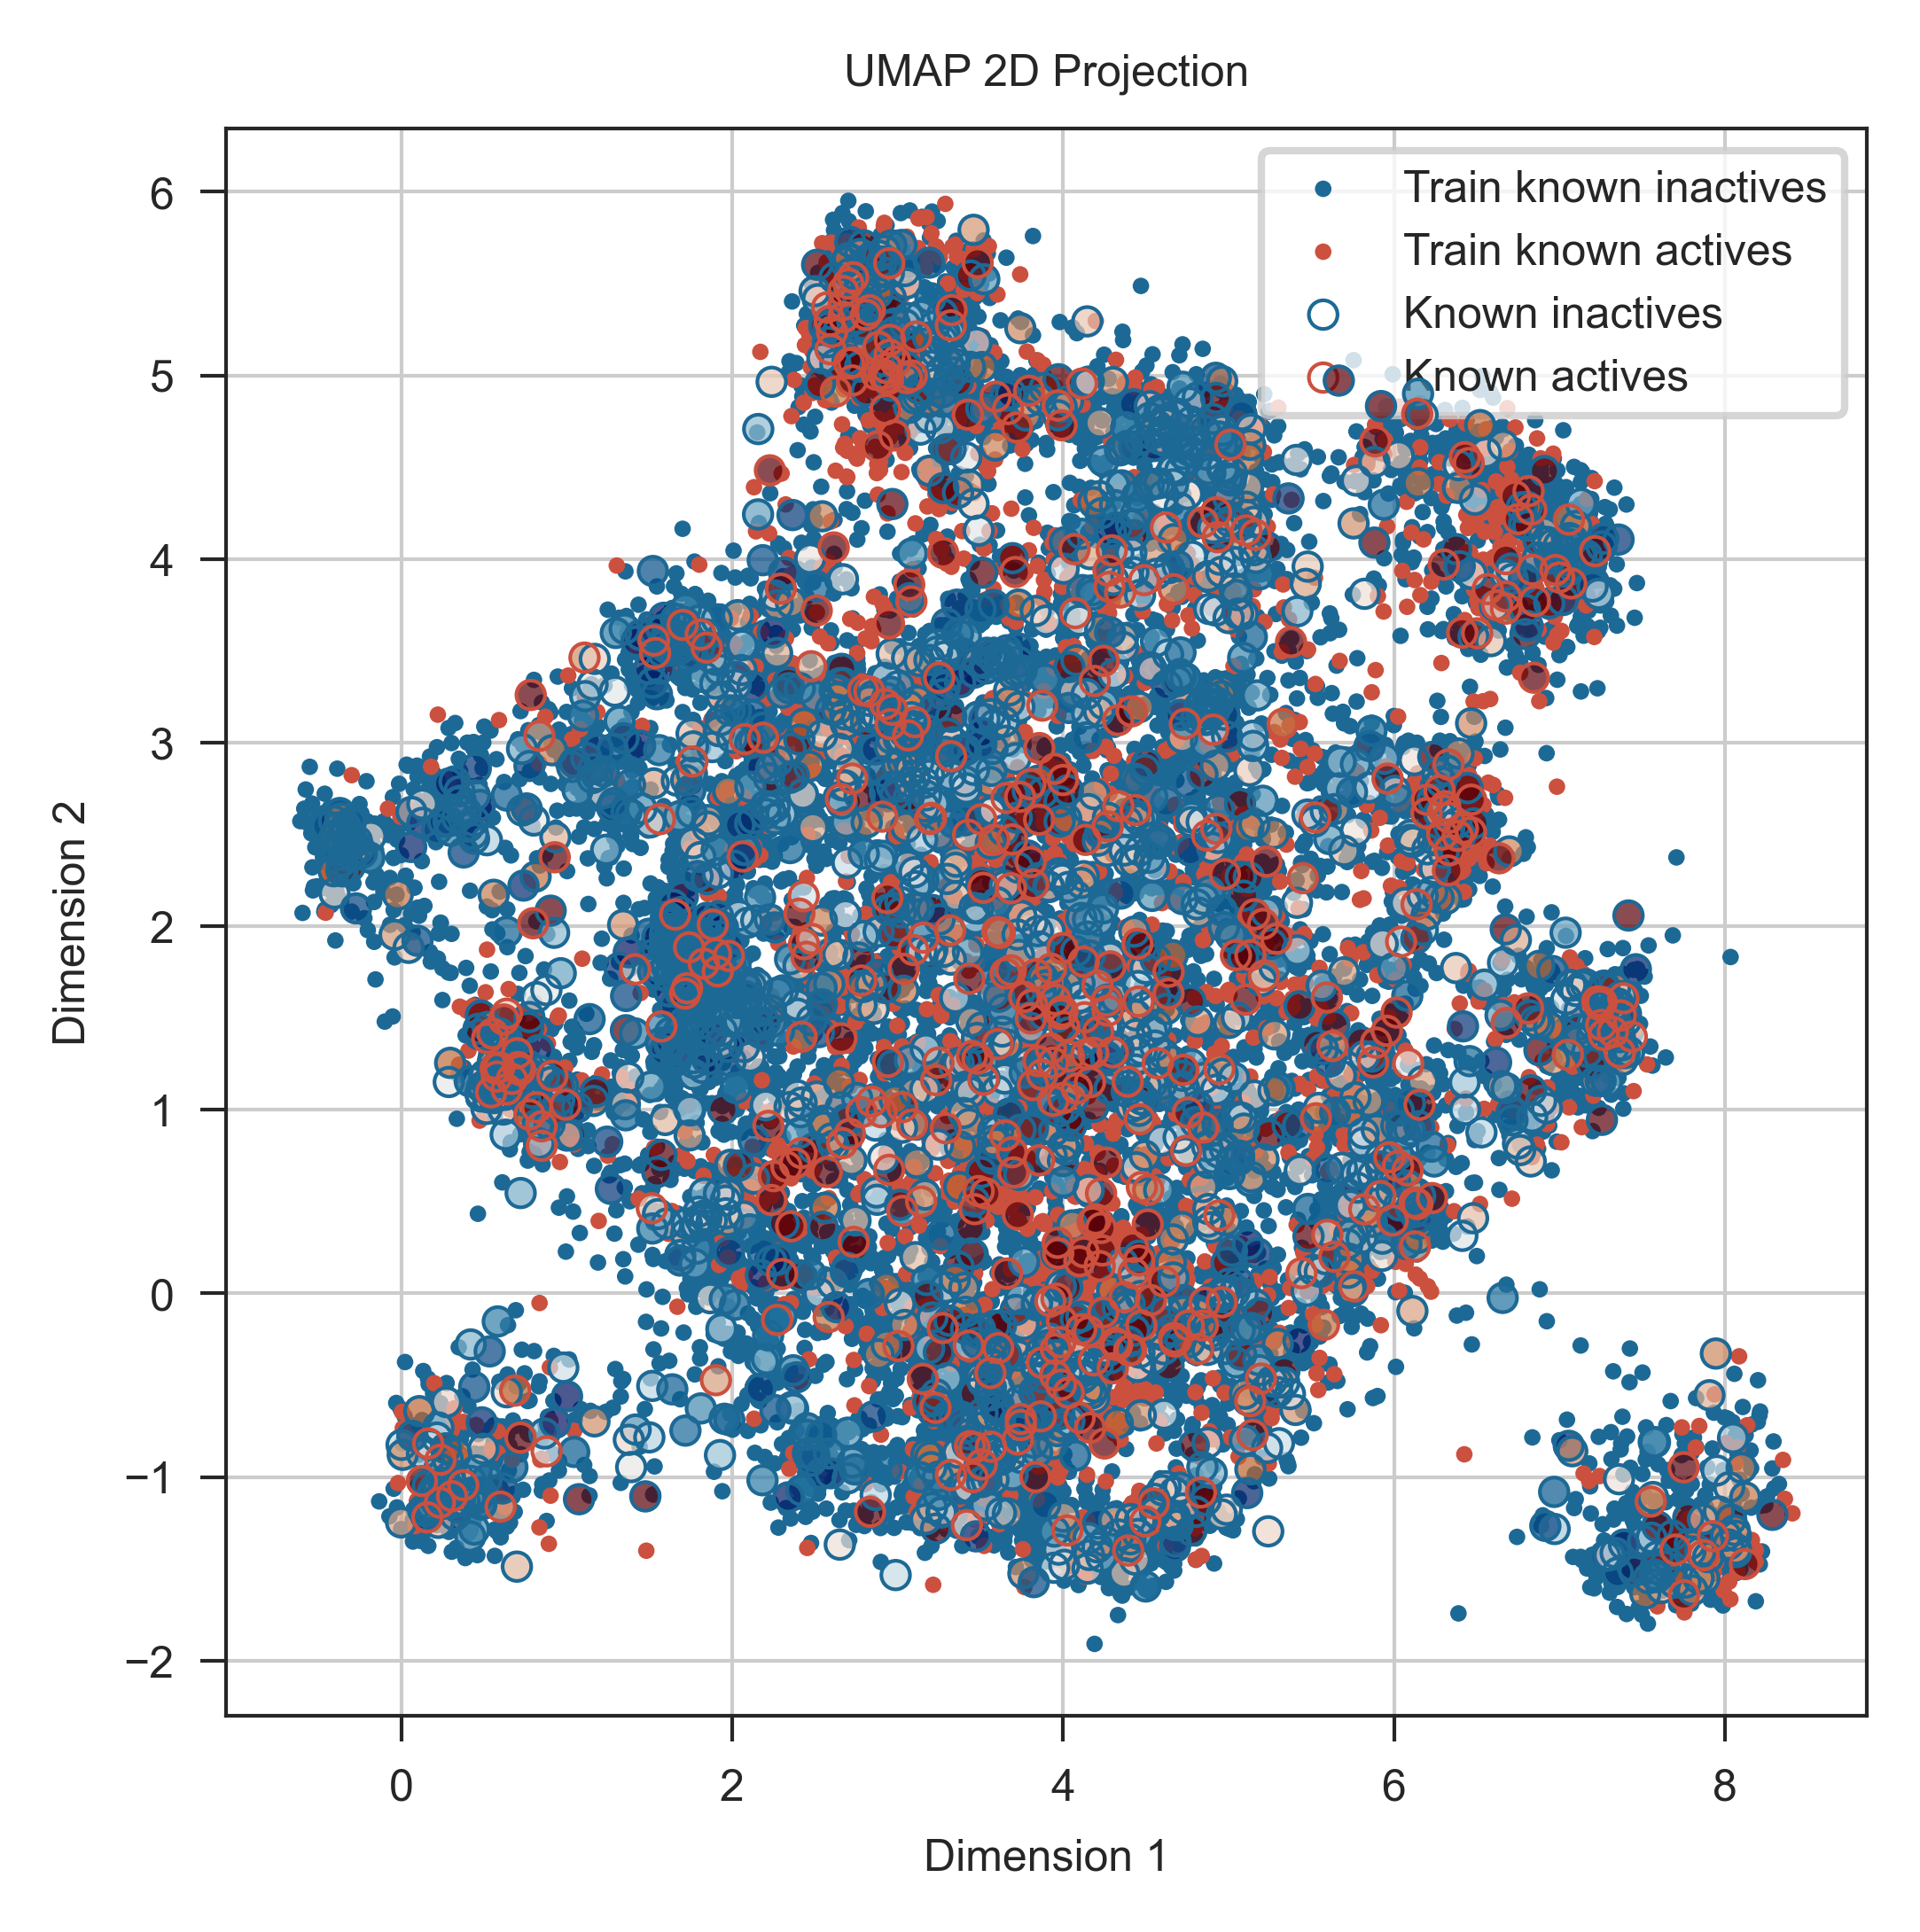 UMAP 2D Projection
Train known inactives
Train known actives
Known inactives
Known actives
6
5
4
3
2
1
0
−1
−2
Dimension 2
0 2 4 6 8
Dimension 1